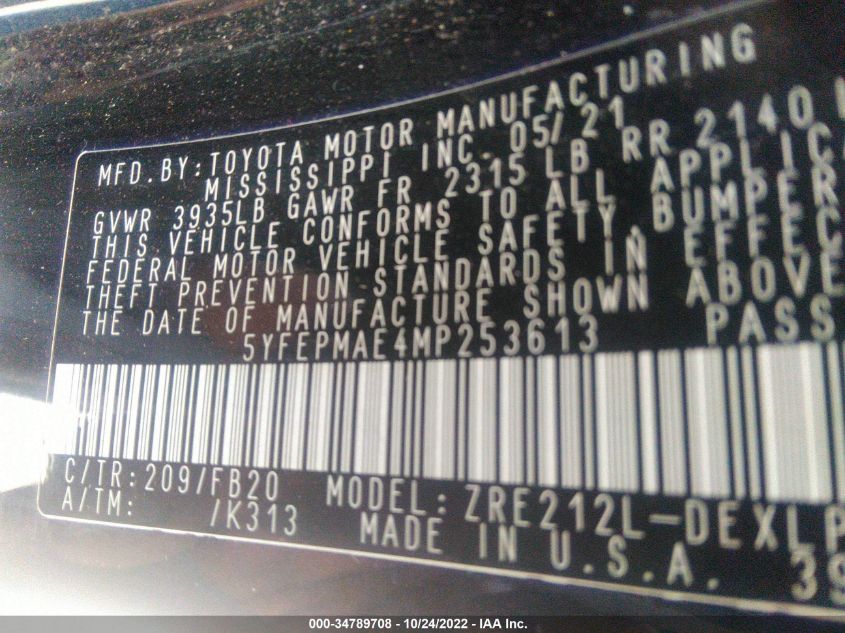 MFD.BY:TOYOTA MOTOR MANUFACTURING
MISSISSIPPI INC. 05/21
GVWR 3935LB GAWR FR 2315 LB RR 2140
THIS VEHICLE CONFORMS TO ALL
FEDERAL MOTOR VEHICLE SAFETY, BUMPER
THEFT PREVENTION STANDARDS IN
THE DATE OF MANUFACTURE SHOWN ABOVE
5YFEPMAE4MP253613 PASS
C/TR:209/FB20 MODEL:ZRE212L-DEXLP
A/TM: /K313 MADE IN U.S.A.
000-34789708 - 10/24/2022 - IAA Inc.